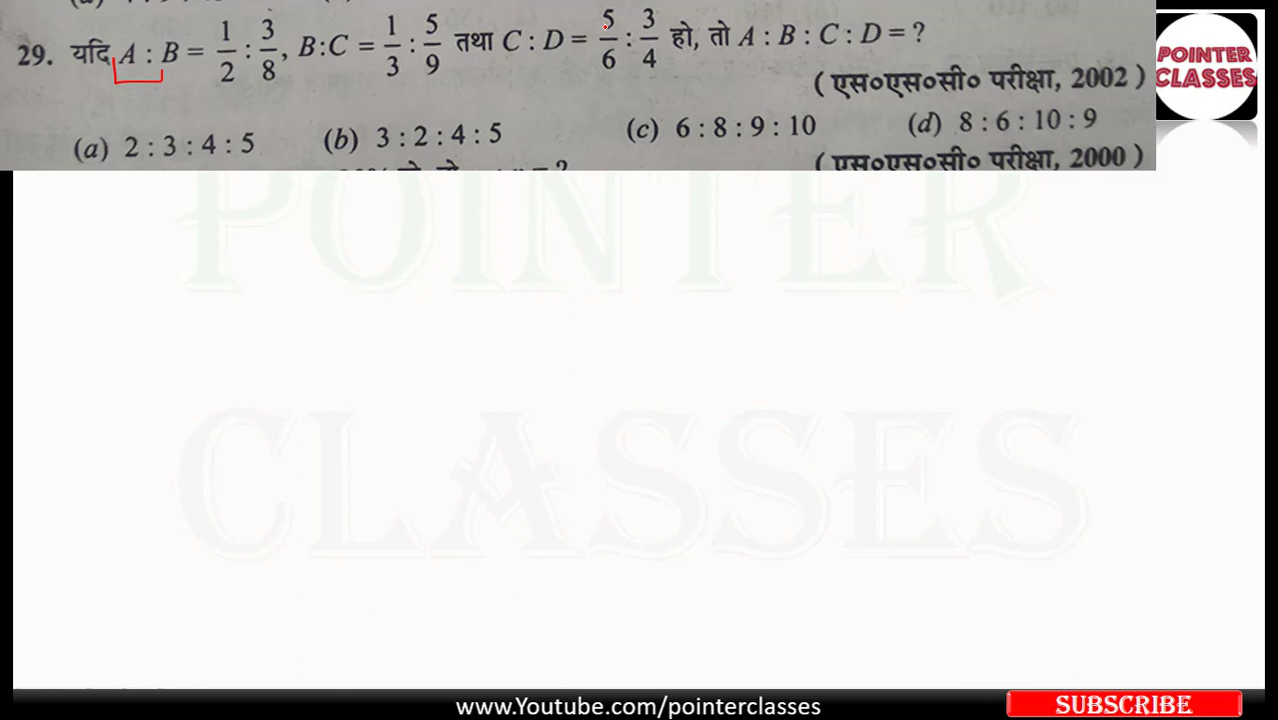 29. यदि A : B = 1/2 : 3/8, B:C = 1/3 : 5/9 तथा C : D = 5/6 : 3/4 हो, तो A : B : C : D = ?
( एस०एस०सी० परीक्षा, 2002 )
(a) 2 : 3 : 4 : 5 (b) 3 : 2 : 4 : 5 (c) 6 : 8 : 9 : 10 (d) 8 : 6 : 10 : 9
( एस०एस०सी० परीक्षा, 2000 )
POINTER
CLASSES
POINTER
CLASSES
www.Youtube.com/pointerclasses
SUBSCRIBE